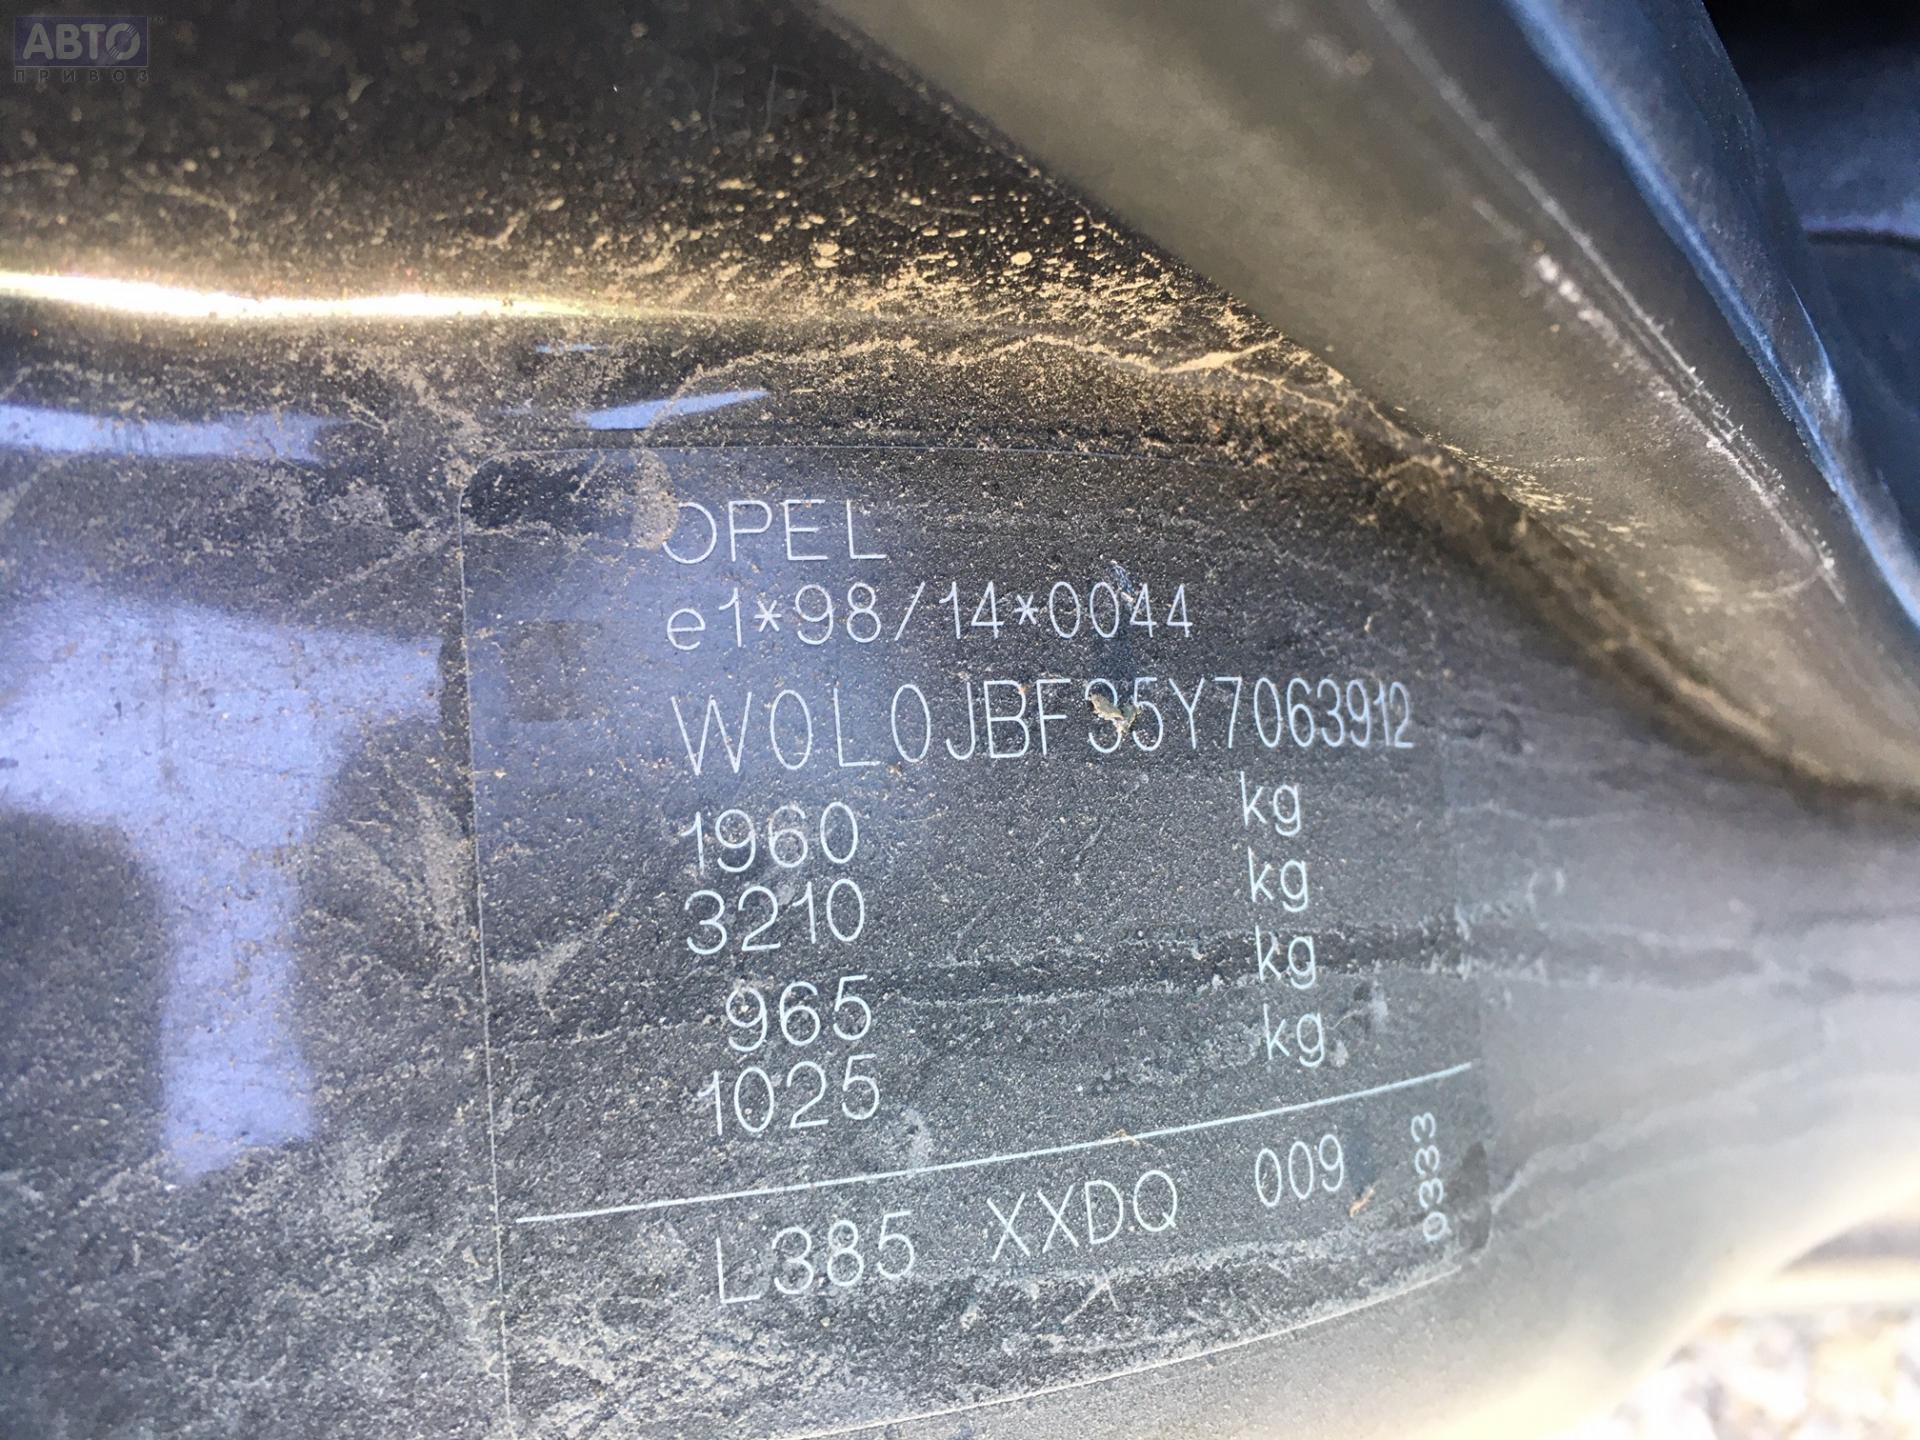 АВТО
ПРИВОЗ
OPEL
e1*98/14*0044
W0L0JBF35Y7063912
1960 kg
3210 kg
965 kg
1025 kg
L385 XXDQ 009
0333